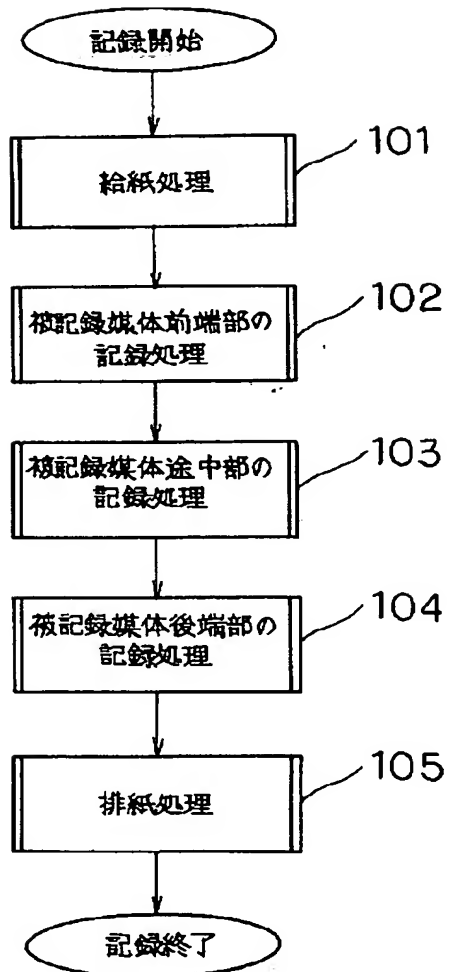 記録開始
101
給紙処理
102
被記録媒体前端部の
記録処理
103
被記録媒体途中部の
記録処理
104
被記録媒体後端部の
記録処理
105
排紙処理
記録終了